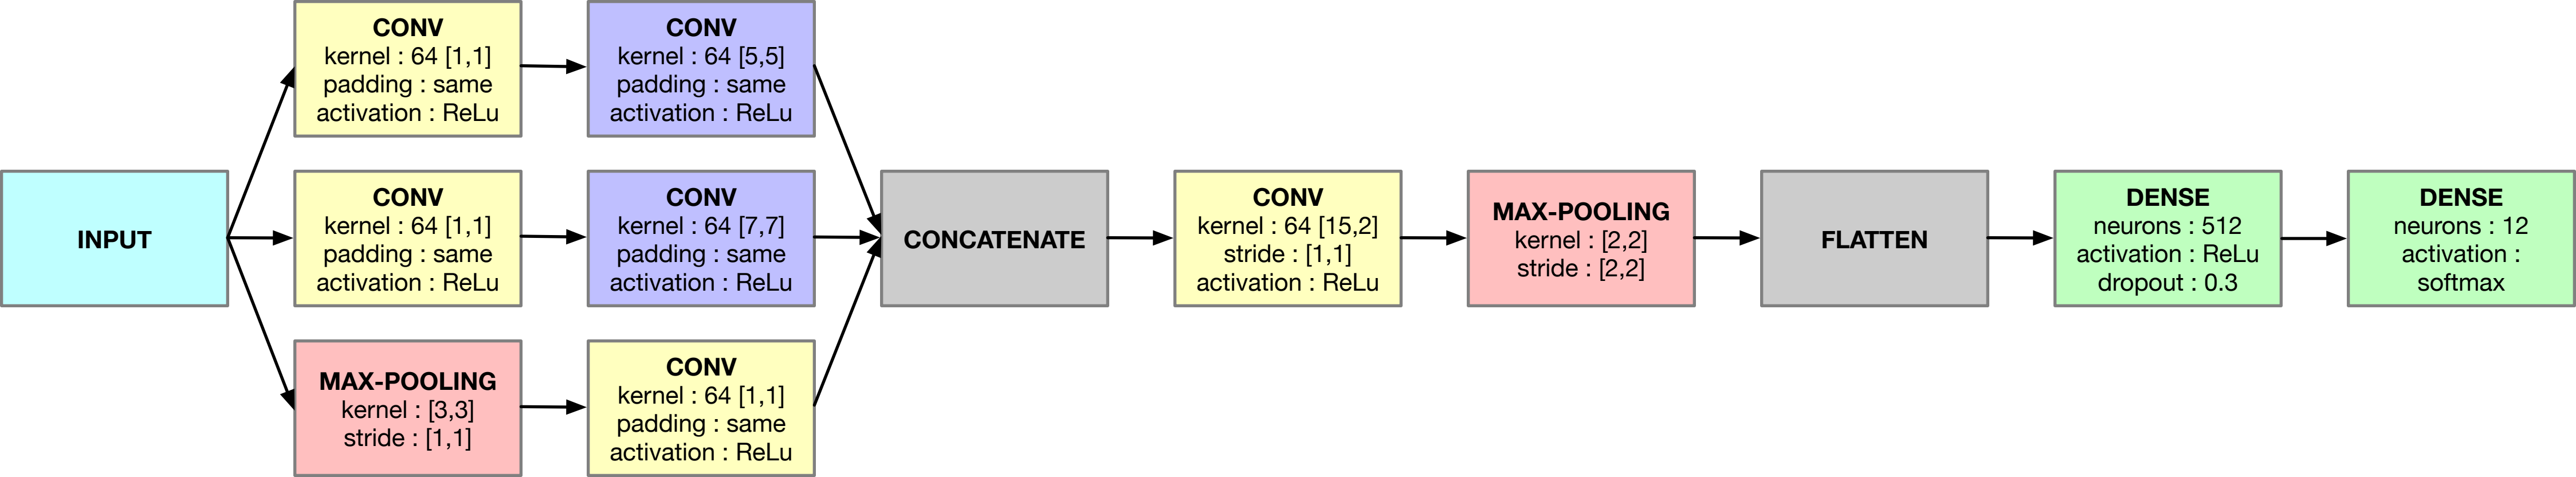 INPUT
CONV
kernel : 64 [1,1]
padding : same
activation : ReLu
CONV
kernel : 64 [5,5]
padding : same
activation : ReLu
CONV
kernel : 64 [1,1]
padding : same
activation : ReLu
CONV
kernel : 64 [7,7]
padding : same
activation : ReLu
MAX-POOLING
kernel : [3,3]
stride : [1,1]
CONV
kernel : 64 [1,1]
padding : same
activation : ReLu
CONCATENATE
CONV
kernel : 64 [15,2]
stride : [1,1]
activation : ReLu
MAX-POOLING
kernel : [2,2]
stride : [2,2]
FLATTEN
DENSE
neurons : 512
activation : ReLu
dropout : 0.3
DENSE
neurons : 12
activation :
softmax